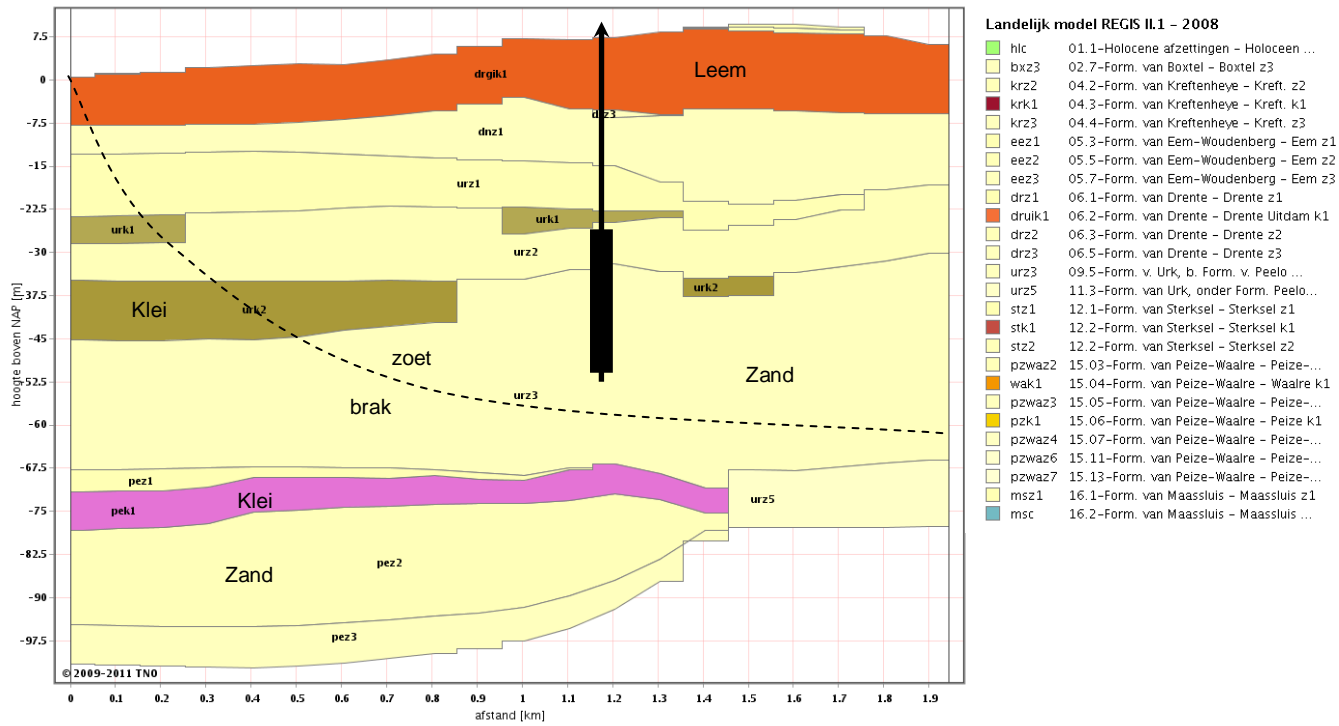 Landelijk model REGIS II.1 - 2008
hlc 01.1-Holocene afzettingen - Holoceen ...
bxz3 02.7-Form. van Boxtel - Boxtel z3
krz2 04.2-Form. van Kreftenheye - Kreft. z2
krk1 04.3-Form. van Kreftenheye - Kreft. k1
krz3 04.4-Form. van Kreftenheye - Kreft. z3
eez1 05.3-Form. van Eem-Woudenberg - Eem z1
eez2 05.5-Form. van Eem-Woudenberg - Eem z2
eez3 05.7-Form. van Eem-Woudenberg - Eem z3
drz1 06.1-Form. van Drente - Drente z1
druik1 06.2-Form. van Drente - Drente Uitdam k1
drz2 06.3-Form. van Drente - Drente z2
drz3 06.5-Form. van Drente - Drente z3
urz3 09.5-Form. v. Urk, b. Form. v. Peelo ...
urz5 11.3-Form. van Urk, onder Form. Peelo...
stz1 12.1-Form. van Sterksel - Sterksel z1
stk1 12.2-Form. van Sterksel - Sterksel k1
stz2 12.2-Form. van Sterksel - Sterksel z2
pzwaz2 15.03-Form. van Peize-Waalre - Peize-...
wak1 15.04-Form. van Peize-Waalre - Waalre k1
pzwaz3 15.05-Form. van Peize-Waalre - Peize-...
pzk1 15.06-Form. van Peize-Waalre - Peize k1
pzwaz4 15.07-Form. van Peize-Waalre - Peize-...
pzwaz6 15.11-Form. van Peize-Waalre - Peize-...
pzwaz7 15.13-Form. van Peize-Waalre - Peize-...
msz1 16.1-Form. van Maassluis - Maassluis z1
msc 16.2-Form. van Maassluis - Maassluis ...
hoogte boven NAP [m]
7.5
0
-7.5
-15
-22.5
-30
-37.5
-45
-52.5
-60
-67.5
-75
-82.5
-90
-97.5
drgik1
Leem
drz3
dnz1
urz1
urk1
urk1
urz2
Klei
urk2
urk2
zoet
Zand
urz3
brak
pez1
Klei
pek1
urz5
pez2
Zand
pez3
©2009-2011 TNO
0 0.1 0.2 0.3 0.4 0.5 0.6 0.7 0.8 0.9 1 1.1 1.2 1.3 1.4 1.5 1.6 1.7 1.8 1.9
afstand [km]